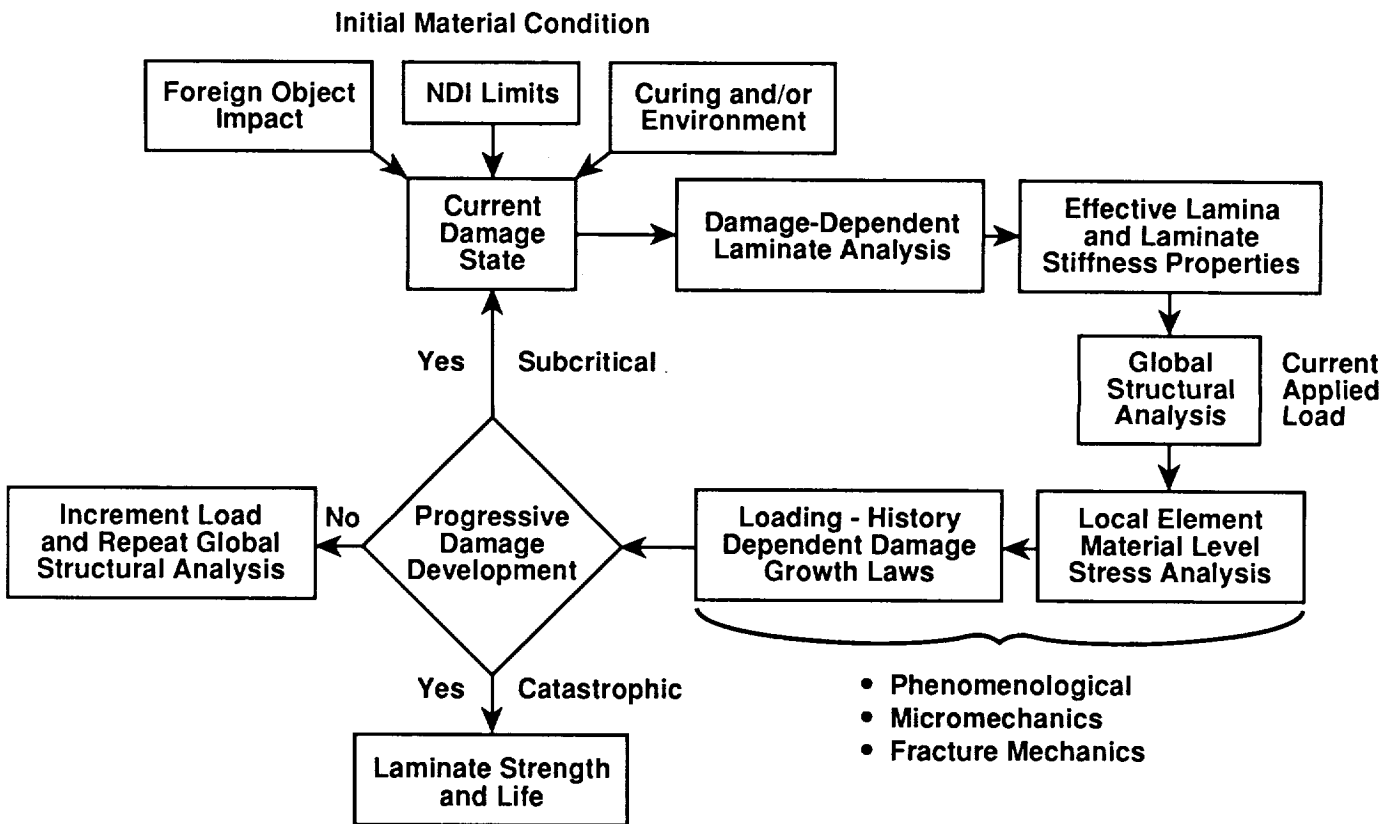 Initial Material Condition
Foreign Object
Impact
NDI Limits
Curing and/or
Environment
Current
Damage
State
Damage-Dependent
Laminate Analysis
Effective Lamina
and Laminate
Stiffness Properties
Yes
Subcritical
Global
Structural
Analysis
Current
Applied
Load
Increment Load
and Repeat Global
Structural Analysis
No
Progressive
Damage
Development
Loading - History
Dependent Damage
Growth Laws
Local Element
Material Level
Stress Analysis
Yes
Catastrophic
• Phenomenological
• Micromechanics
• Fracture Mechanics
Laminate Strength
and Life